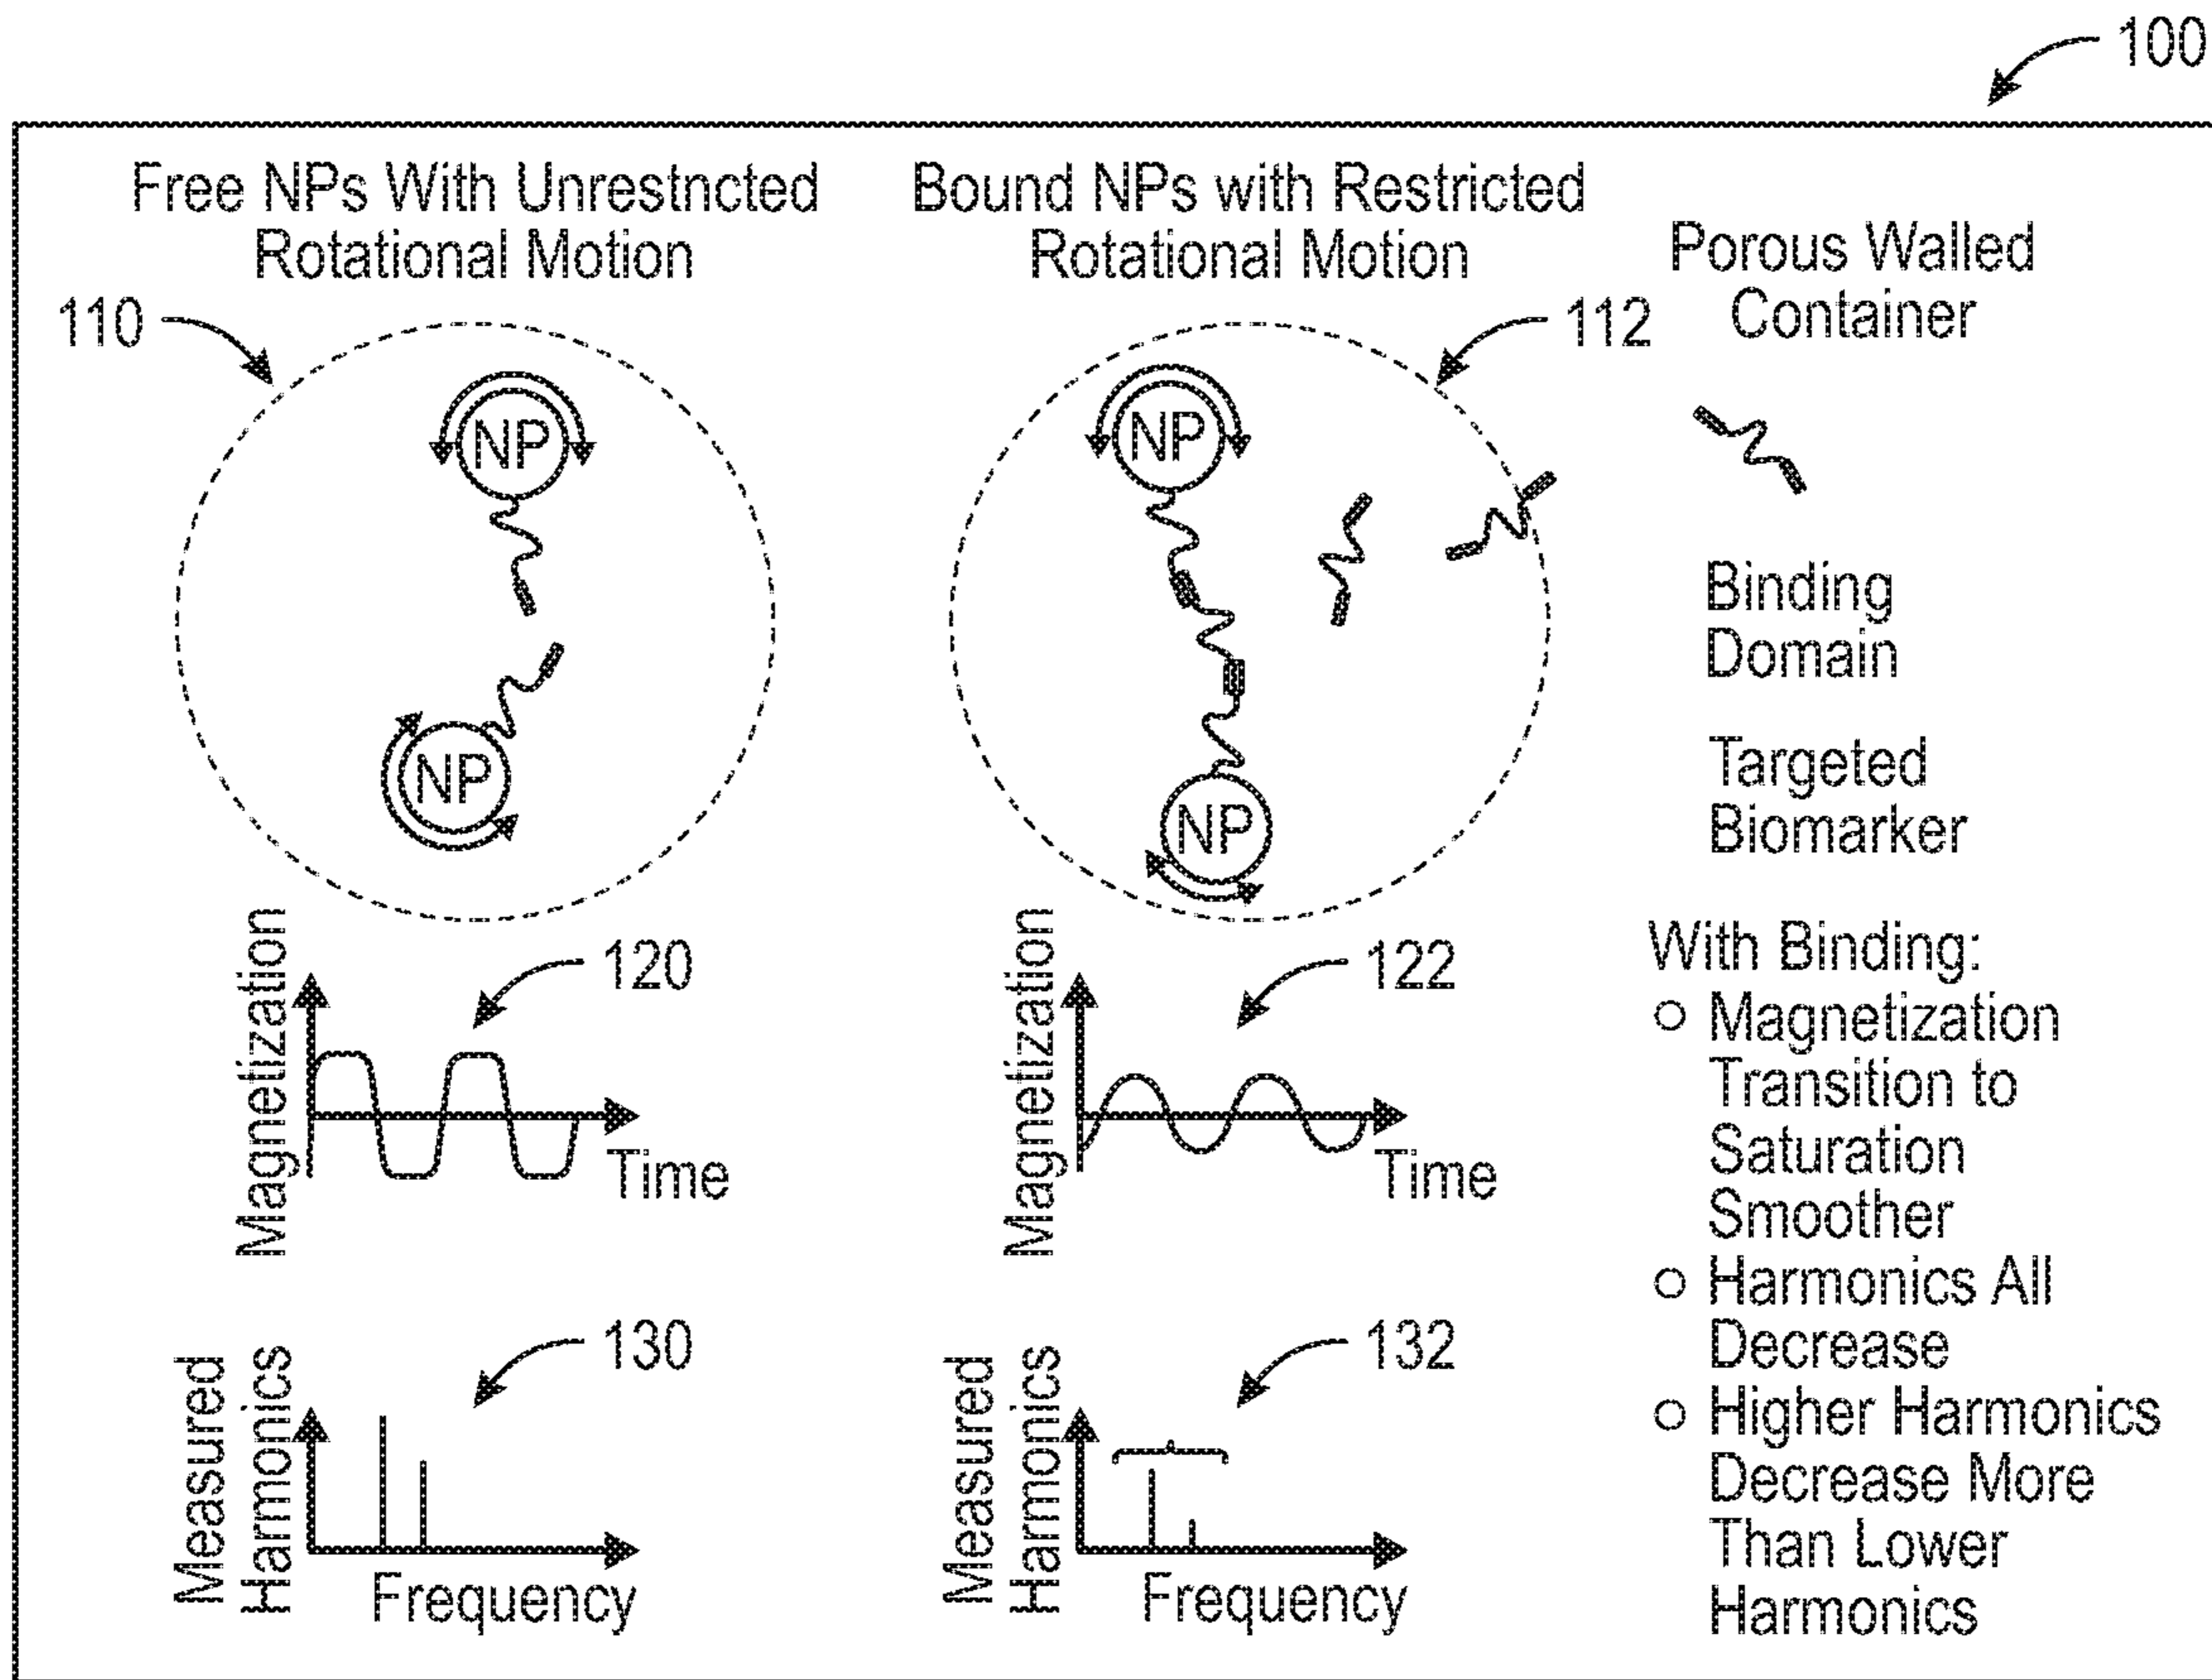 100
Free NPs With Unrestncted
Rotational Motion
Bound NPs with Restricted
Rotational Motion
Porous Walled
Container
110
112
NP
NP
NP
NP
Binding
Domain
Targeted
Biomarker
Magnetization
120
Time
Magnetization
122
Time
Measured
Harmonics
130
Frequency
Measured
Harmonics
132
Frequency
With Binding:
○ Magnetization
Transition to
Saturation
Smoother
○ Harmonics All
Decrease
○ Higher Harmonics
Decrease More
Than Lower
Harmonics